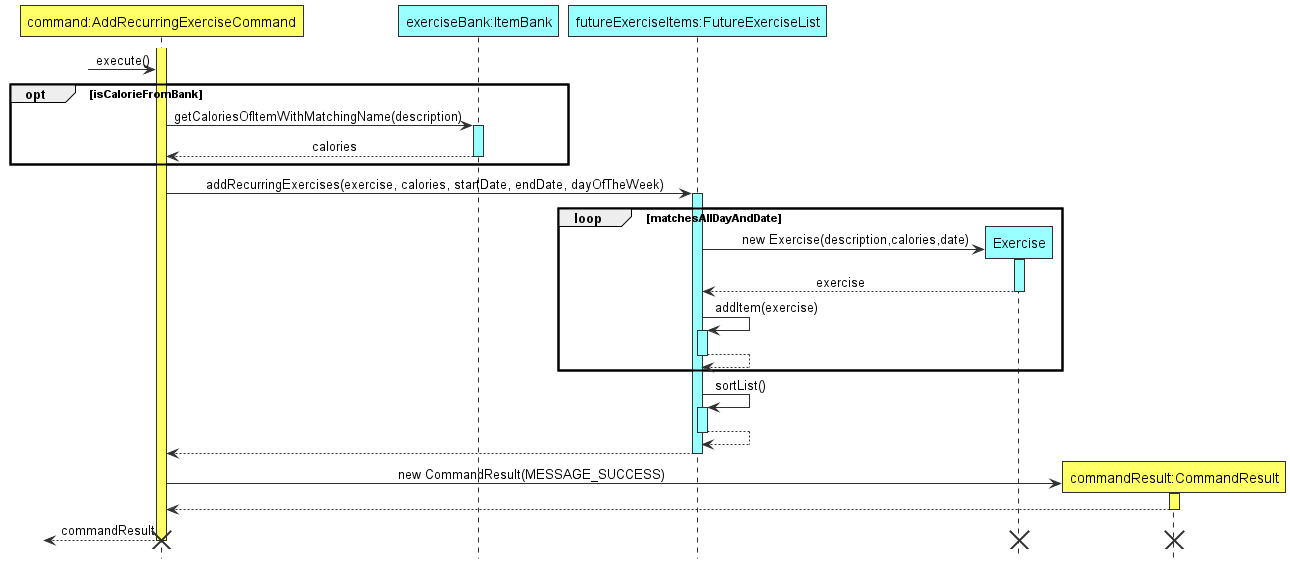 command:AddRecurringExerciseCommand
exerciseBank:ItemBank
futureExerciseItems:FutureExerciseList
execute()
opt
[isCalorieFromBank]
getCaloriesOfItemWithMatchingName(description)
calories
addRecurringExercises(exercise, calories, startDate, endDate, dayOfTheWeek)
loop
[matchesAllDayAndDate]
new Exercise(description,calories,date)
Exercise
exercise
addItem(exercise)
sortList()
new CommandResult(MESSAGE_SUCCESS)
commandResult:CommandResult
commandResult